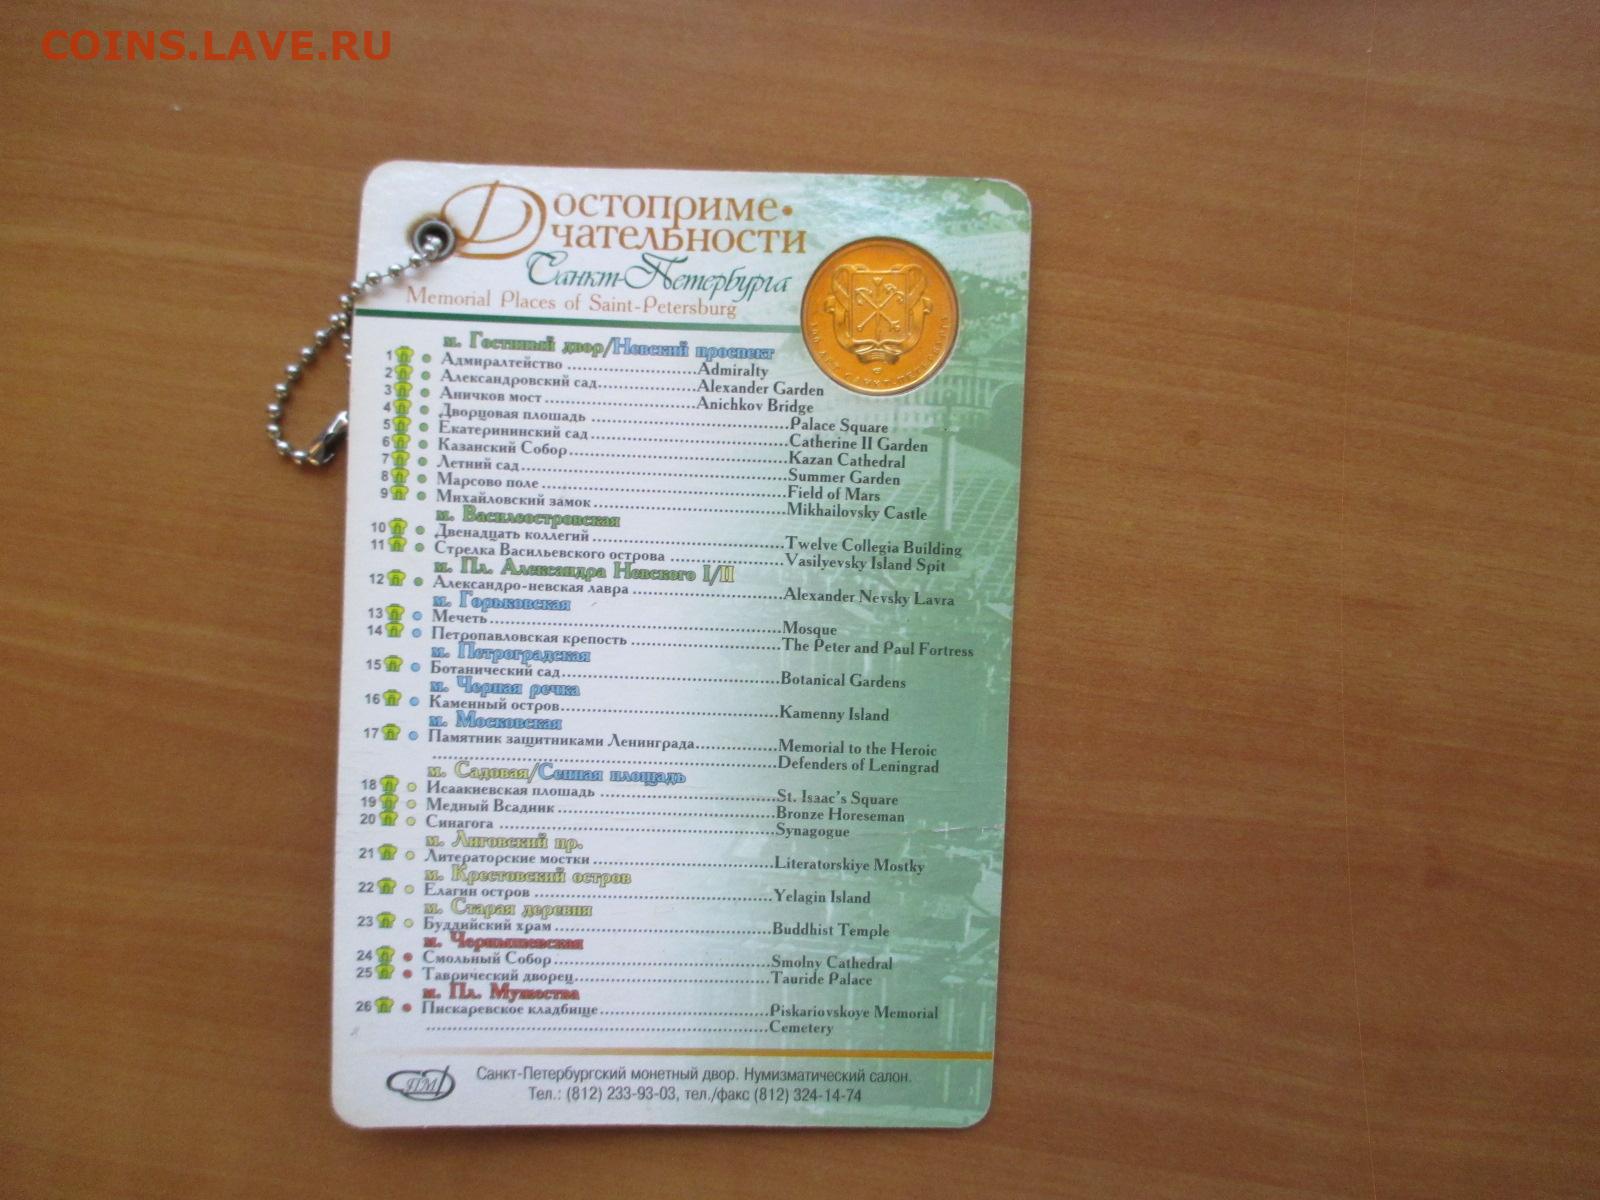 COINS.LAVE.RU
Достоприме•
чательности
Санкт-Петербурга
Memorial Places of Saint-Petersburg
м. Гостиный двор/Невский проспект
1 Адмиралтейство ....................... Admiralty
2 Александровский сад....................... Alexander Garden
3 Аничков мост ....................... Anichkov Bridge
4 Дворцовая площадь ....................... Palace Square
5 Екатерининский сад ....................... Catherine II Garden
6 Казанский Собор....................... Kazan Cathedral
7 Летний сад....................... Summer Garden
8 Марсово поле ....................... Field of Mars
9 Михайловский замок ....................... Mikhailovsky Castle
м. Василеостровская
10 Двенадцать коллегий ....................... Twelve Collegia Building
11 Стрелка Васильевского острова ....................... Vasilyevsky Island Spit
м. Пл. Александра Невского I/II
12 Александро-невская лавра ....................... Alexander Nevsky Lavra
м. Горьковская
13 Мечеть....................... Mosque
14 Петропавловская крепость ....................... The Peter and Paul Fortress
м. Петроградская
15 Ботанический сад....................... Botanical Gardens
м. Черная речка
16 Каменный остров....................... Kamenny Island
м. Московская
17 Памятник защитниками Ленинграда....................... Memorial to the Heroic
....................... Defenders of Leningrad
м. Садовая/Сенная площадь
18 Исаакиевская площадь ....................... St. Isaac's Square
19 Медный Всадник ....................... Bronze Horeseman
20 Синагога ....................... Synagogue
м. Лиговский пр.
21 Литераторские мостки ....................... Literatorskiye Mostky
м. Крестовский остров
22 Елагин остров ....................... Yelagin Island
м. Старая деревня
23 Буддийский храм ....................... Buddhist Temple
м. Чернышевская
24 Смольный Собор ....................... Smolny Cathedral
25 Таврический дворец....................... Tauride Palace
м. Пл. Мужества
26 Пискаревское кладбище....................... Piskariovskoye Memorial
....................... Cemetery
СПМД Санкт-Петербургский монетный двор. Нумизматический салон.
Тел.: (812) 233-93-03, тел./факс (812) 324-14-74